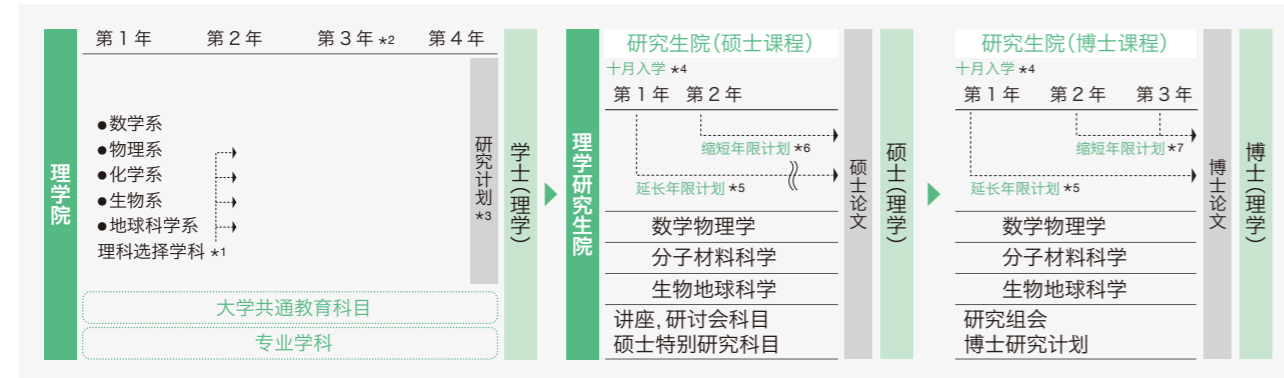 理学院
第1年 第2年 第3年 *2 第4年
●数学系
●物理系
●化学系
●生物系
●地球科学系
理科选择学科 *1
研究计划 *3
大学共通教育科目
专业学科
学士(理学)
理学研究生院
研究生院(硕士课程)
十月入学 *4
第1年 第2年
缩短年限计划 *6
延长年限计划 *5
数学物理学
分子材料科学
生物地球科学
讲座, 研讨会科目
硕士特别研究科目
硕士论文
硕士(理学)
研究生院(博士课程)
十月入学 *4
第1年 第2年 第3年
缩短年限计划 *7
延长年限计划 *5
数学物理学
分子材料科学
生物地球科学
研究组会
博士研究计划
博士论文
博士(理学)